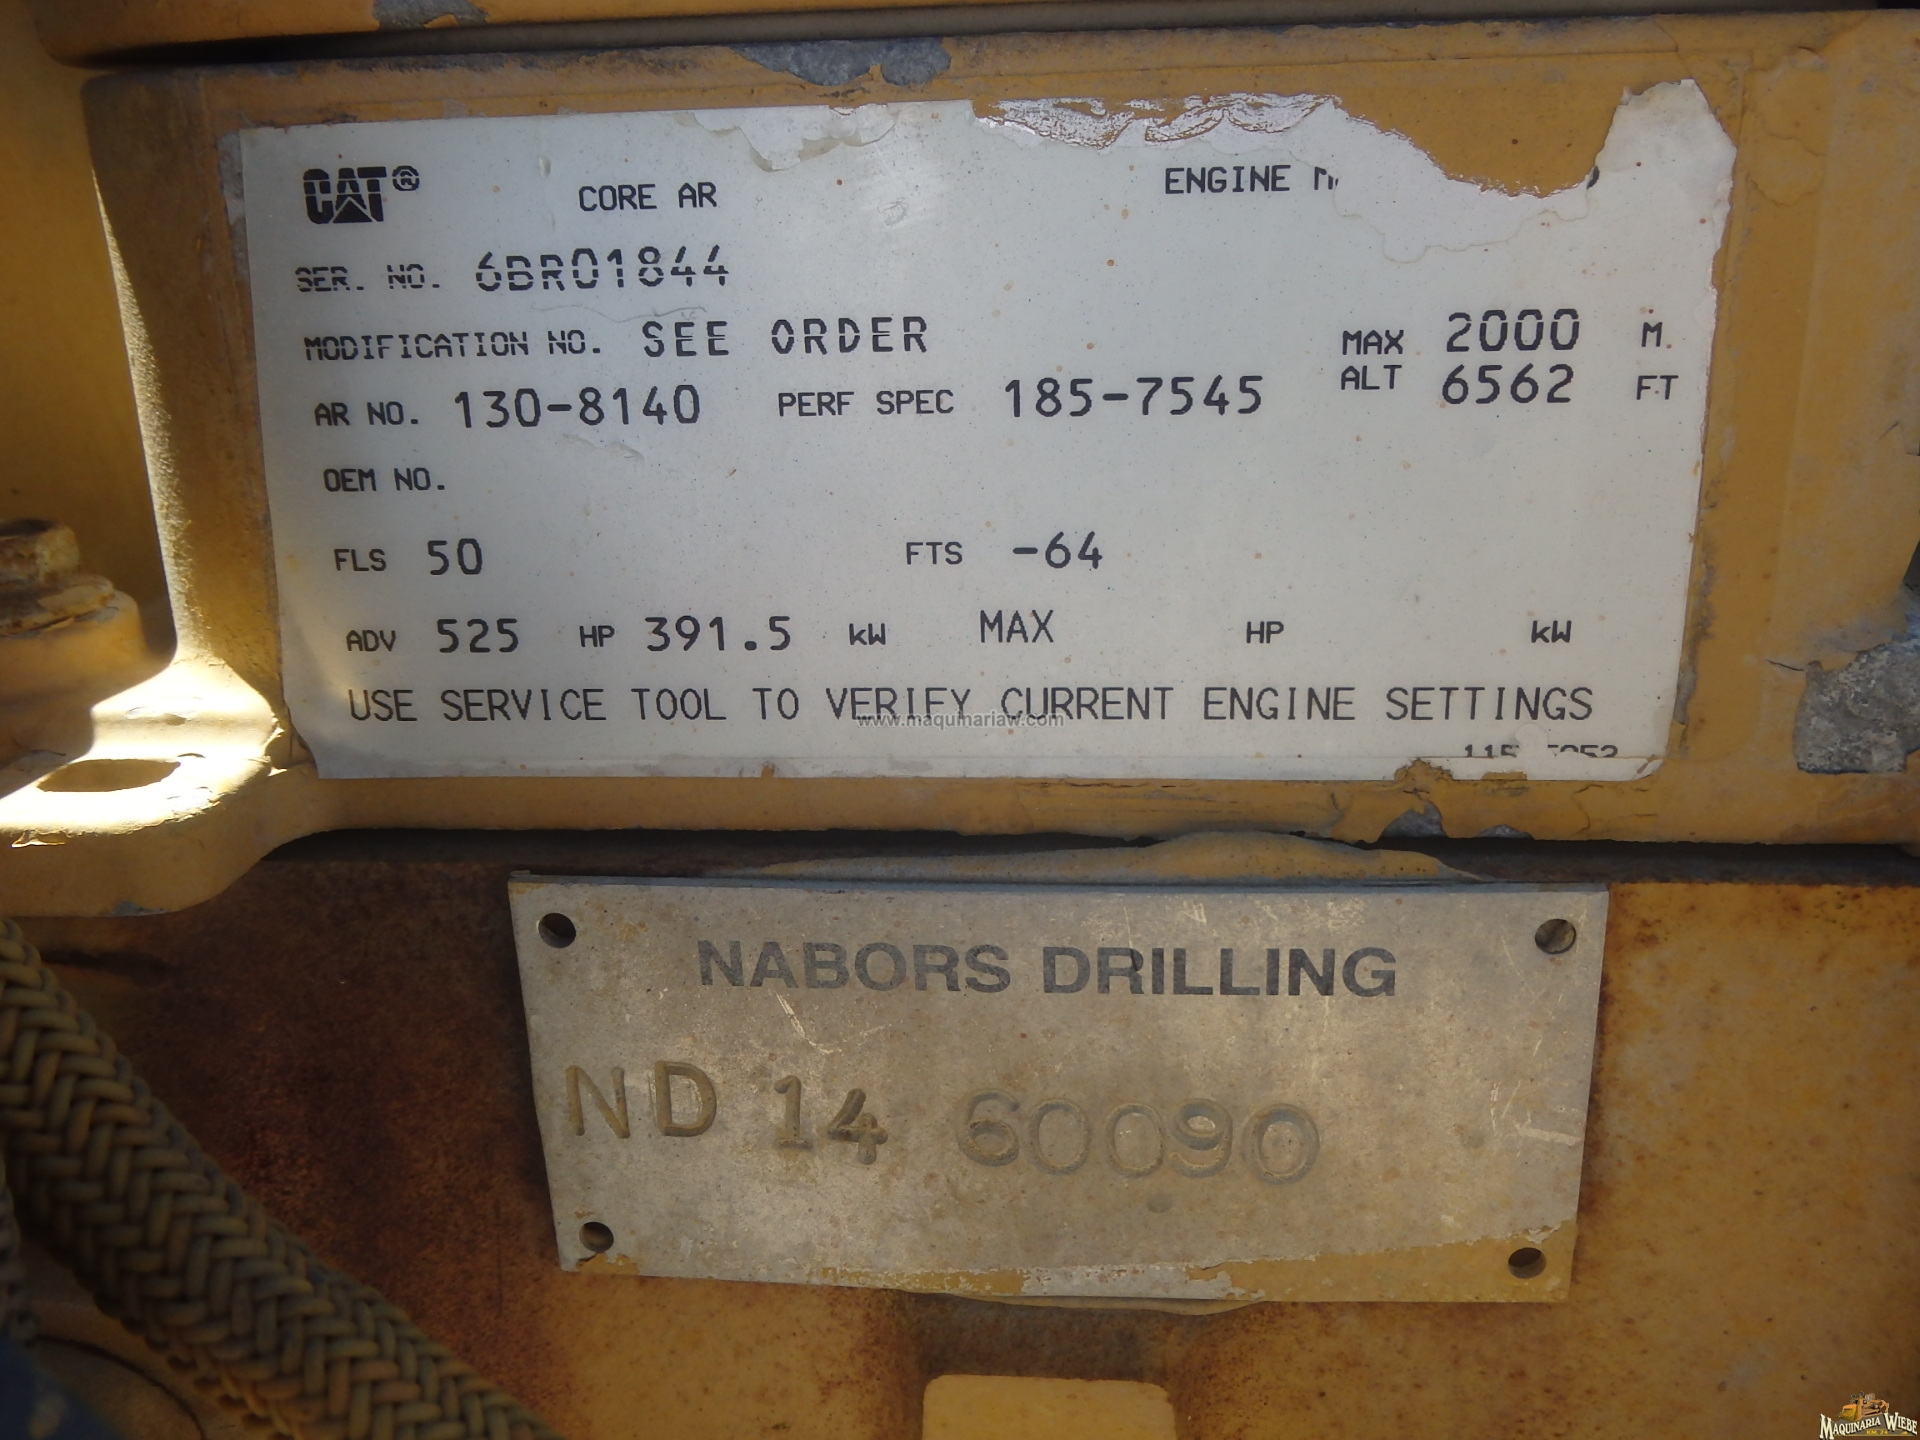 CAT®
CORE AR
ENGINE
SER. NO. 6BR01844
MODIFICATION NO. SEE ORDER
MAX ALT 2000 M.
6562 FT
AR NO. 130-8140 PERF SPEC 185-7545
OEM NO.
FLS 50 FTS -64
ADV 525 HP 391.5 kW MAX HP kW
USE SERVICE TOOL TO VERIFY CURRENT ENGINE SETTINGS
www.maquinariaw.com
NABORS DRILLING
ND 14 60090
MAQUINARIA WIEBE